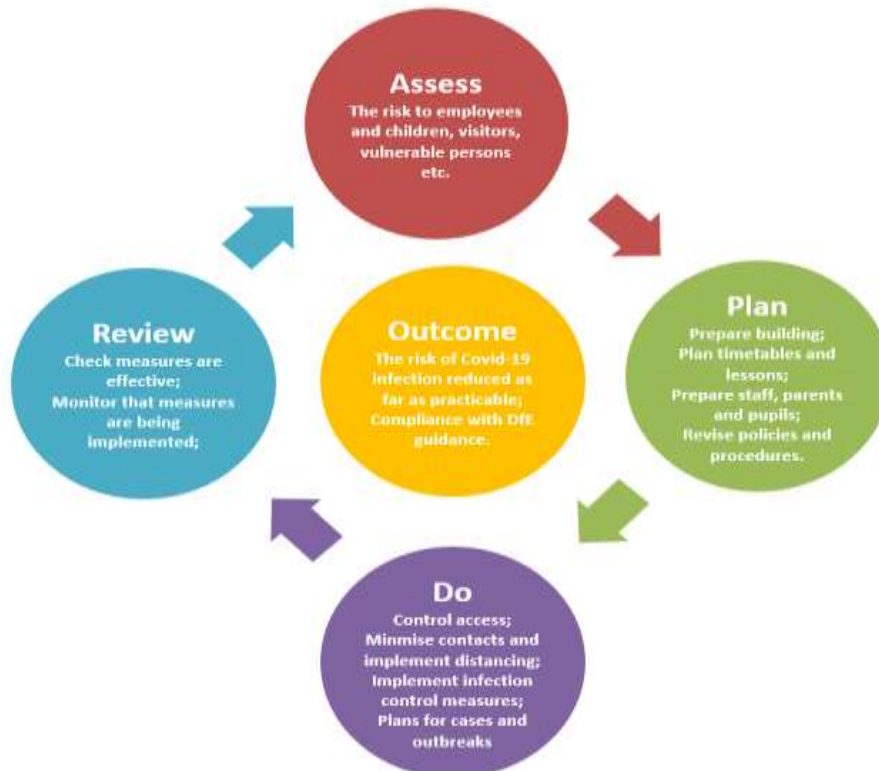 Assess
The risk to employees
and children, visitors,
vulnerable persons
etc.
Plan
Prepare building;
Plan timetables and
lessons;
Prepare staff, parents
and pupils;
Revise policies and
procedures.
Do
Control access;
Minmise contacts and
implement distancing;
Implement infection
control measures;
Plans for cases and
outbreaks
Review
Check measures are
effective;
Monitor that measures
are being
implemented;
Outcome
The risk of Covid-19
infection reduced as
far as practicable;
Compliance with DfE
guidance.